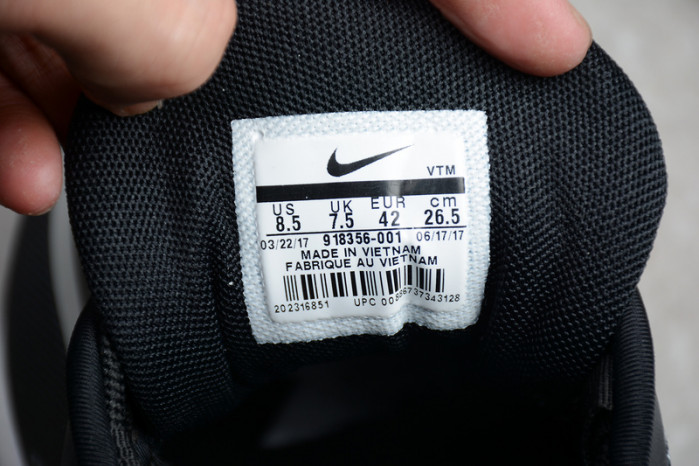 VTM
US UK EUR cm
8.5 7.5 42 26.5
03/22/17 918356-001 06/17/17
MADE IN VIETNAM
FABRIQUE AU VIETNAM
202316851 UPC 00886737343128